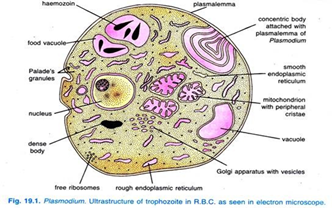 haemozoin
plasmalemma
food vacuole
concentric body
attached with
plasmalemma of
Plasmodium
Palade's
granules
smooth
endoplasmic
reticulum
mitochondrion
with peripheral
cristae
nucleus
dense
body
vacuole
Golgi apparatus with vesicles
free ribosomes
rough endoplasmic reticulum
Fig. 19.1. Plasmodium. Ultrastructure of trophozoite in R.B.C. as seen in electron microscope.